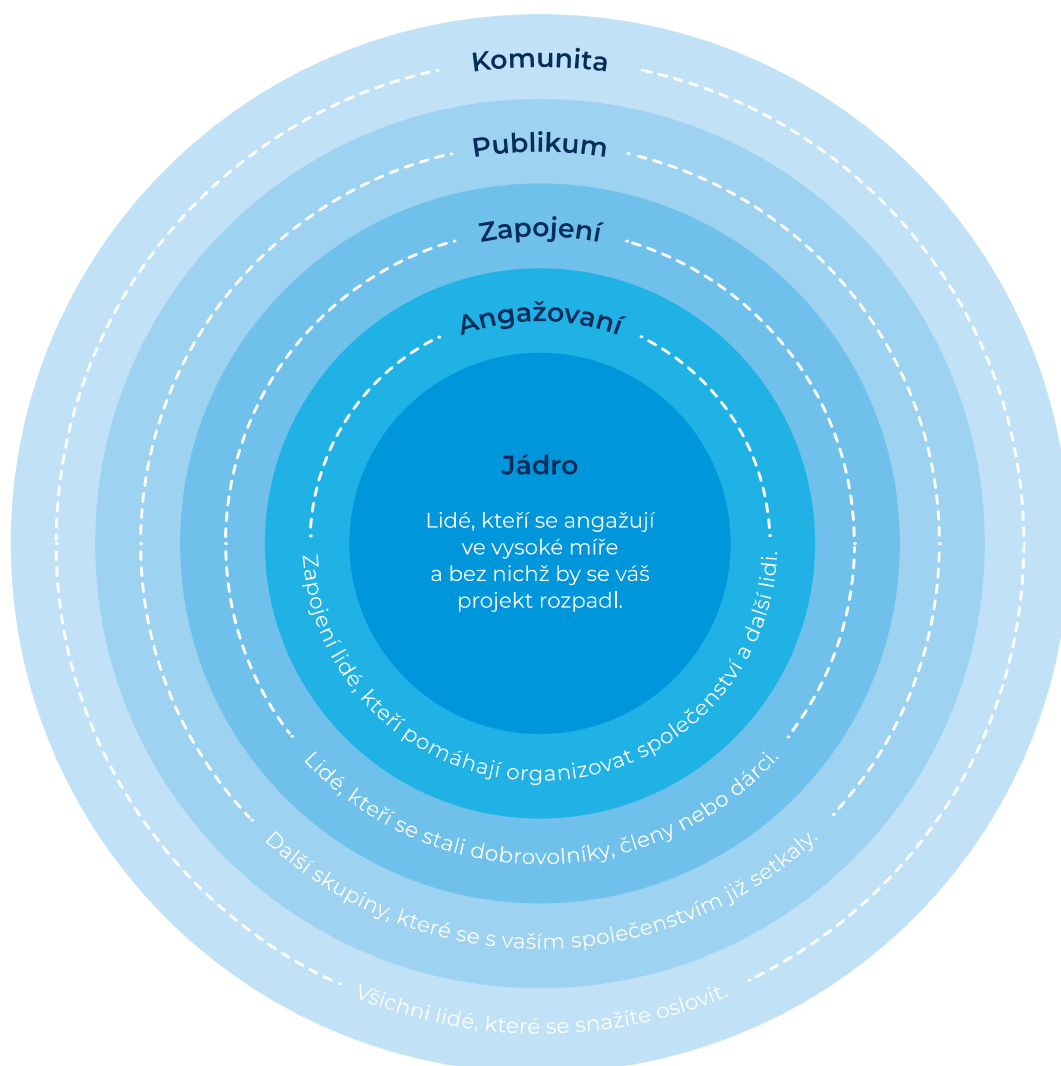 Komunita
Publikum
Zapojení
Angažovaní
Jádro
Lidé, kteří se angažují
ve vysoké míře
a bez nichž by se váš
projekt rozpadl.
Zapojení lidé, kteří pomáhají organizovat společenství a další lidi.
Lidé, kteří se stali dobrovolníky, členy nebo dárci.
Další skupiny, které se s vaším společenstvím již setkaly.
Všichni lidé, které se snažíte oslovit.